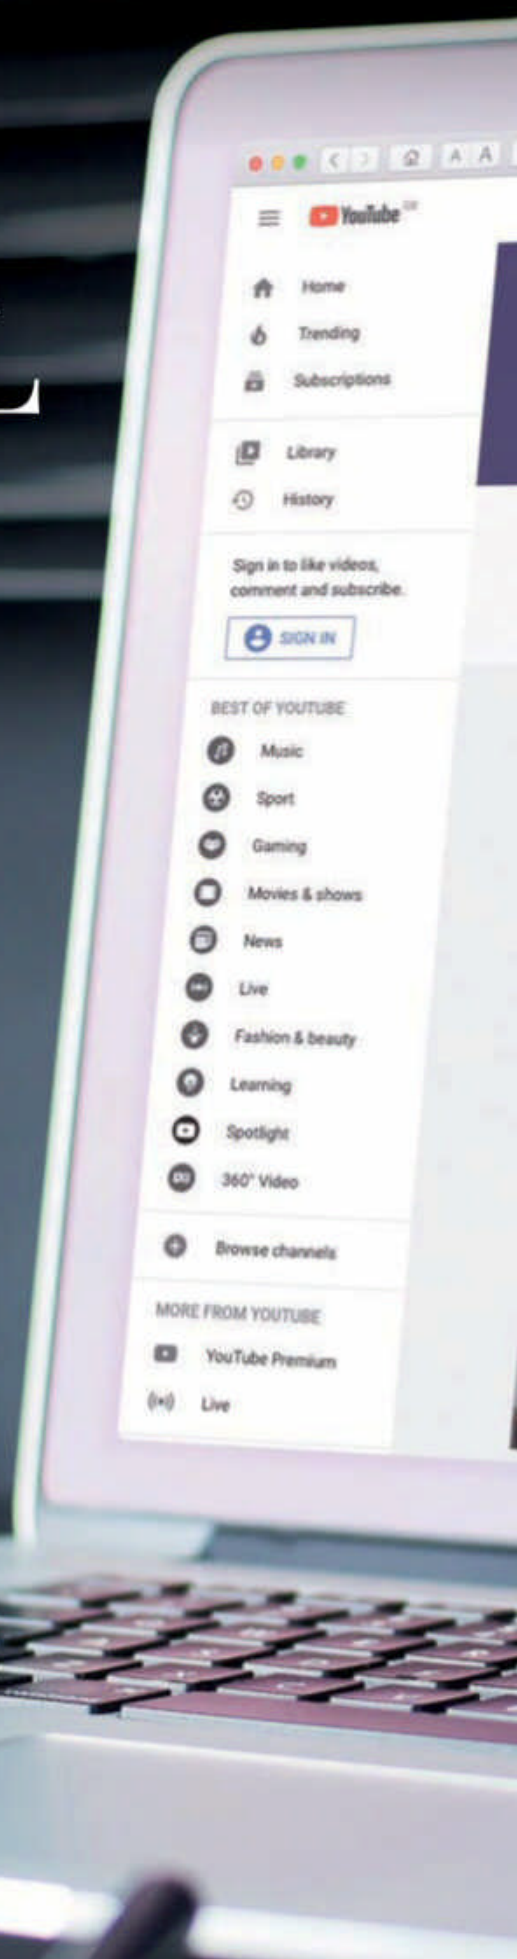 A A
YouTube
Home
Trending
Subscriptions
Library
History
Sign in to like videos,
comment and subscribe.
SIGN IN
BEST OF YOUTUBE
Music
Sport
Gaming
Movies & shows
News
Live
Fashion & beauty
Learning
Spotlight
360° Video
Browse channels
MORE FROM YOUTUBE
YouTube Premium
Live